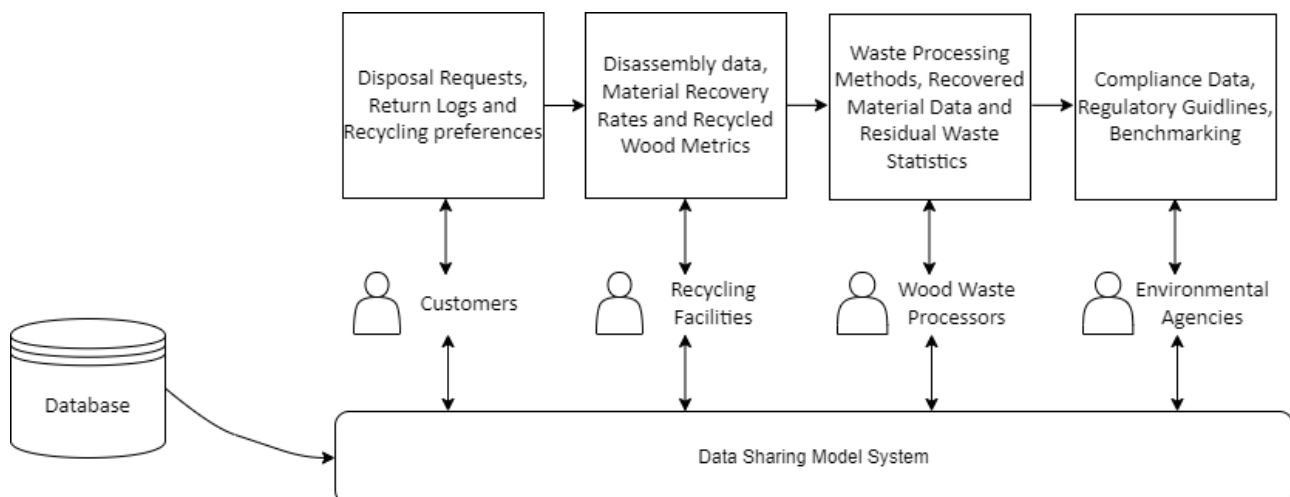 Disposal Requests,
Return Logs and
Recycling preferences
Disassembly data,
Material Recovery
Rates and Recycled
Wood Metrics
Waste Processing
Methods, Recovered
Material Data and
Residual Waste
Statistics
Compliance Data,
Regulatory Guidlines,
Benchmarking
Customers
Recycling
Facilities
Wood Waste
Processors
Environmental
Agencies
Database
Data Sharing Model System